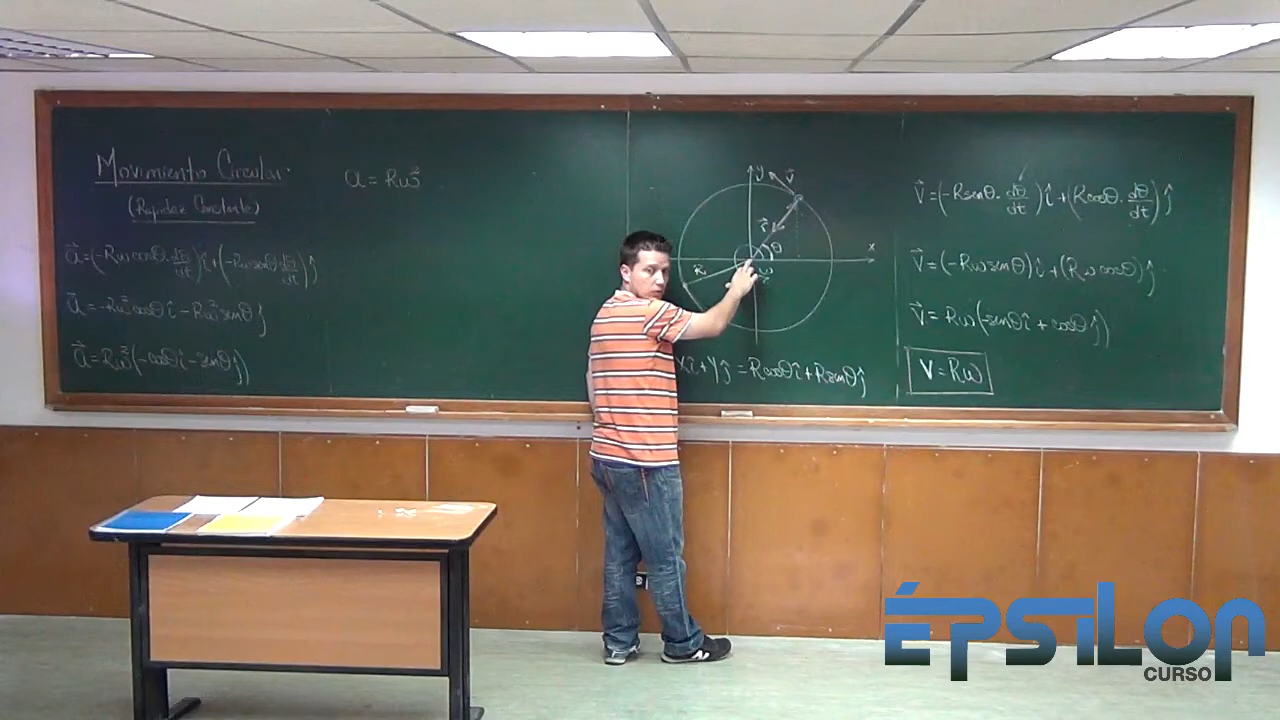 Movimiento Circular
(Rapidez Constante)
a⃗ = (-Rω cosθ · dθ/dt) î + (-Rω senθ dθ/dt) ĵ
a⃗ = -Rω² cosθ î - Rω² senθ ĵ
a⃗ = Rω² (-cosθ î - senθ ĵ)
a = Rω²
y
v⃗
r⃗
θ
x
R
ω
Xî + Yĵ = R cosθ î + R senθ ĵ
v⃗ = (-R senθ · dθ/dt) î + (R cosθ · dθ/dt) ĵ
v⃗ = (-Rω senθ) î + (Rω cosθ) ĵ
v⃗ = Rω (-senθ î + cosθ ĵ)
v = Rω
ÉPSILON
CURSO